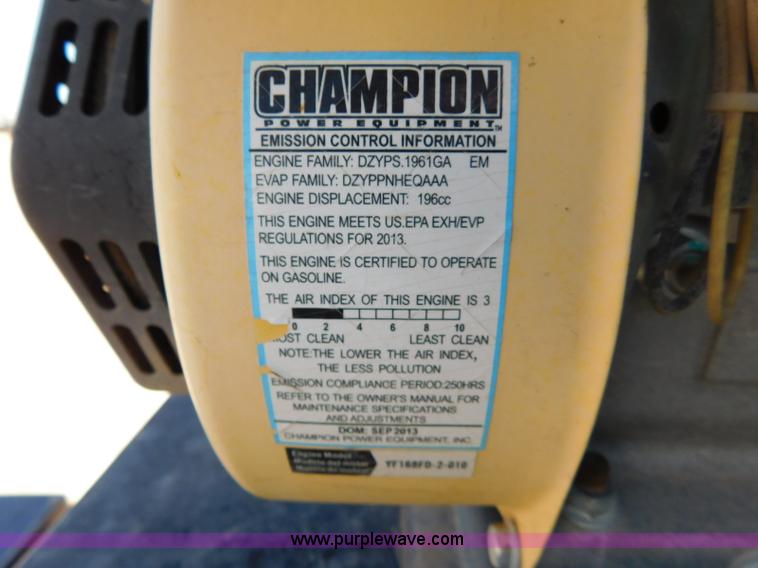 CHAMPION
POWER EQUIPMENT TM
EMISSION CONTROL INFORMATION
ENGINE FAMILY: DZYPS.1961GA EM
EVAP FAMILY: DZYPPNHEQAAA
ENGINE DISPLACEMENT: 196cc
THIS ENGINE MEETS US.EPA EXH/EVP
REGULATIONS FOR 2013.
THIS ENGINE IS CERTIFIED TO OPERATE
ON GASOLINE.
THE AIR INDEX OF THIS ENGINE IS 3
0 2 4 6 8 10
OST CLEAN LEAST CLEAN
NOTE:THE LOWER THE AIR INDEX,
THE LESS POLLUTION
EMISSION COMPLIANCE PERIOD:250HRS
REFER TO THE OWNER'S MANUAL FOR
MAINTENANCE SPECIFICATIONS
AND ADJUSTMENTS
DOM: SEP 2013
CHAMPION POWER EQUIPMENT, INC.
Engine Model
YF168FD-2-010
www.purplewave.com